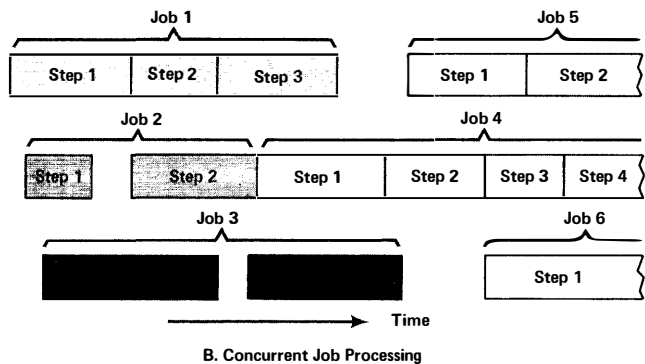 Job 1
Job 5
Step 1 Step 2 Step 3
Step 1 Step 2
Job 2
Job 4
Step 1 Step 2
Step 1 Step 2 Step 3 Step 4
Job 3
Job 6
Step 1
Time
B. Concurrent Job Processing